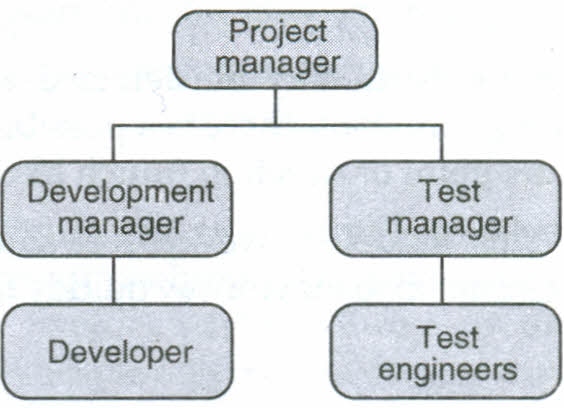 Project
manager
Development
manager
Test
manager
Developer
Test
engineers